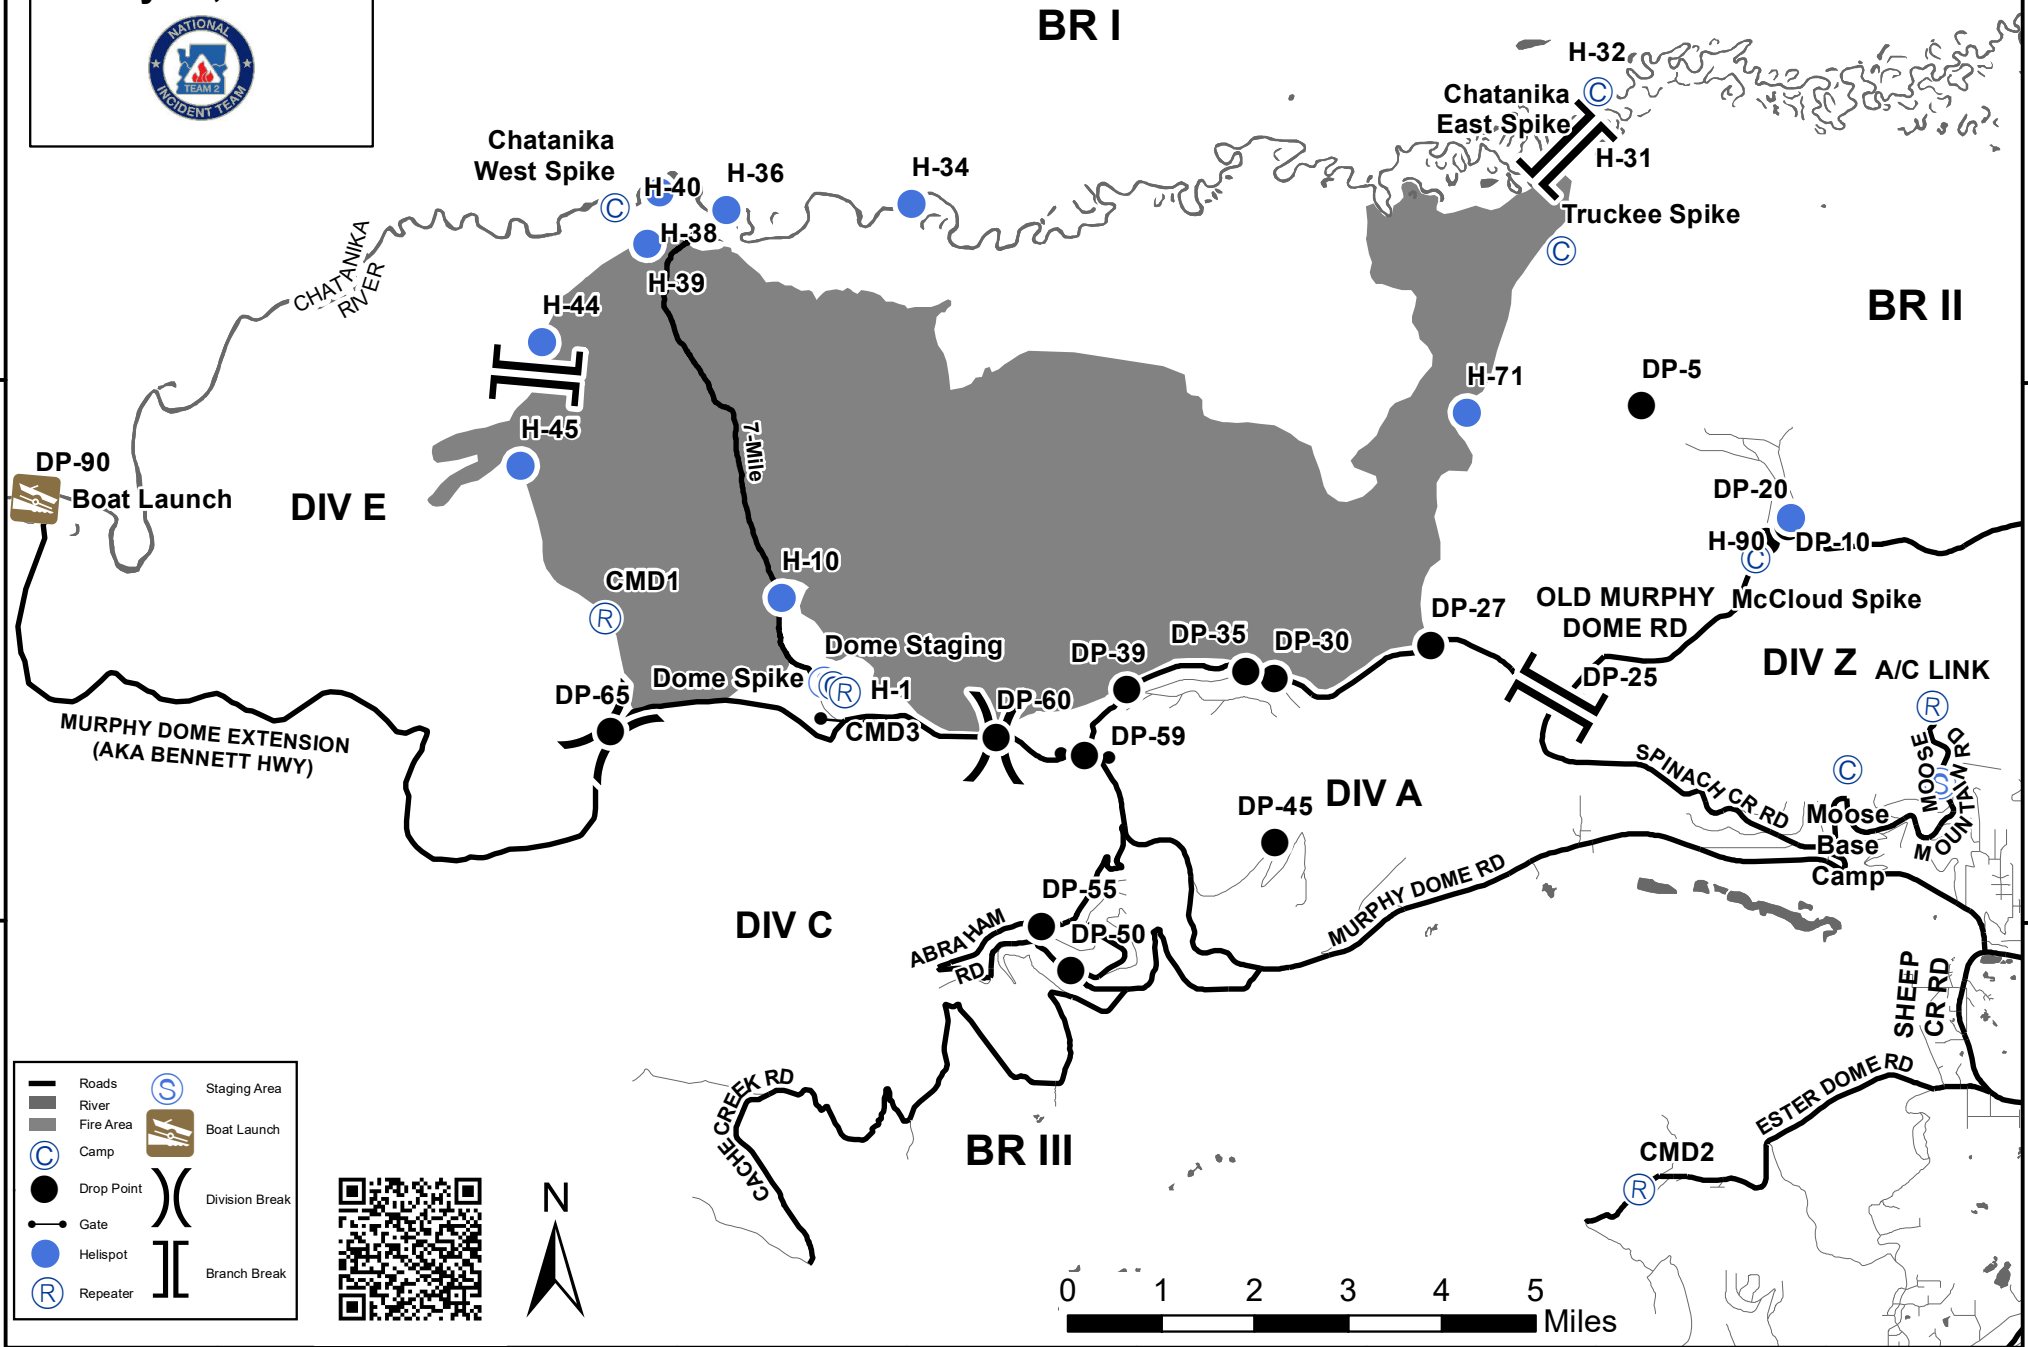 NATIONAL
TEAM 2
INCIDENT TEAM
BR I
H-32
Chatanika
East Spike
H-31
Truckee Spike
Chatanika
West Spike
H-40
H-36
H-34
H-38
H-39
CHATANIKA
RIVER
H-44
H-45
BR II
DP-5
H-71
7-Mile
DP-90
Boat Launch
DIV E
DP-20
H-90
DP-10
McCloud Spike
OLD MURPHY
DOME RD
H-10
CMD1
DP-27
DP-35
DP-30
DP-39
Dome Staging
Dome Spike
H-1
DP-65
DP-60
CMD3
DP-59
DP-25
DIV Z
A/C LINK
MURPHY DOME EXTENSION
(AKA BENNETT HWY)
SPINACH CR RD
MOOSE
MOUNTAIN RD
Moose
Base
Camp
DIV A
DP-45
MURPHY DOME RD
DP-55
DP-50
ABRAHAM
RD
DIV C
SHEEP
CR RD
ESTER DOME RD
CMD2
CACHE CREEK RD
BR III
C
C
C
C
C
R
R
R
R
S
Roads
River
Fire Area
C Camp
Drop Point
Gate
Helispot
R Repeater
S Staging Area
Boat Launch
Division Break
Branch Break
N
0 1 2 3 4 5
Miles